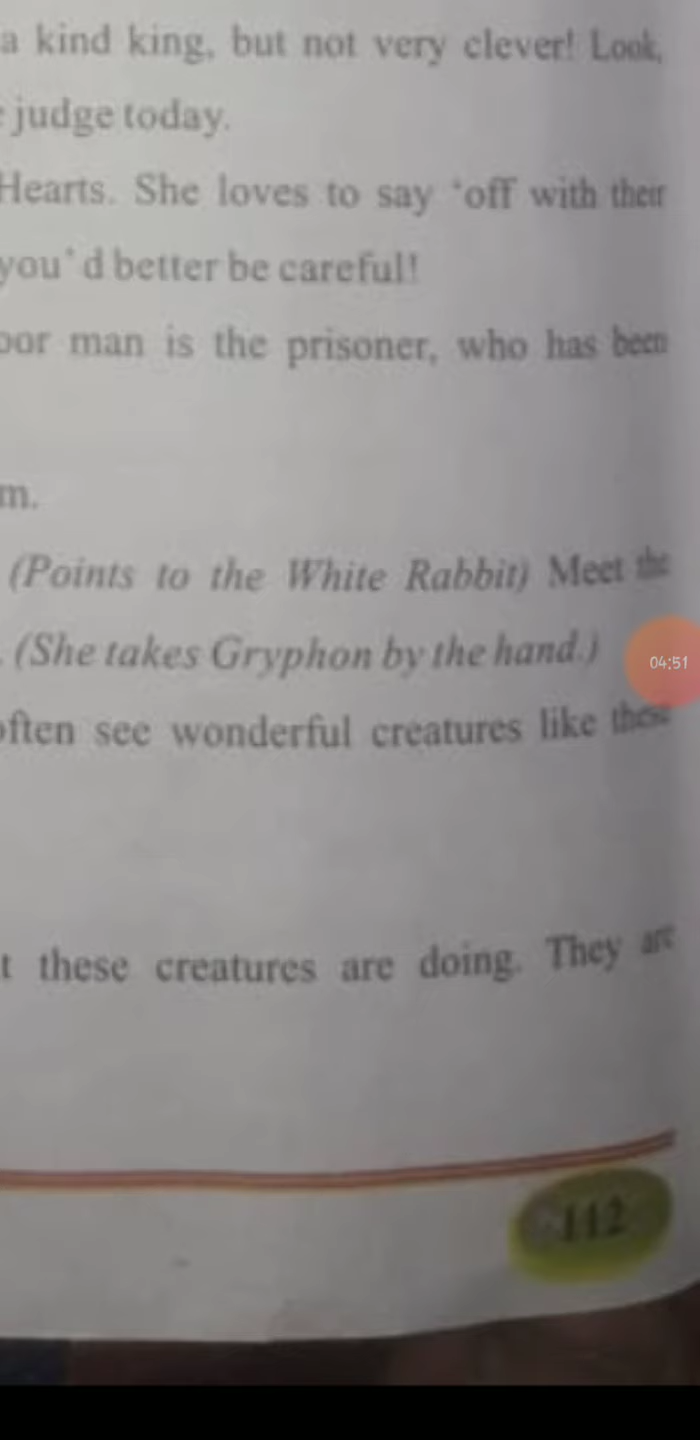 a kind king, but not very clever! Look,
judge today.
Hearts. She loves to say ‘off with their
you’d better be careful!
man is the prisoner, who has been
m.
(Points to the White Rabbit) Meet the
. (She takes Gryphon by the hand.)
04:51
often see wonderful creatures like these
t these creatures are doing. They are
112